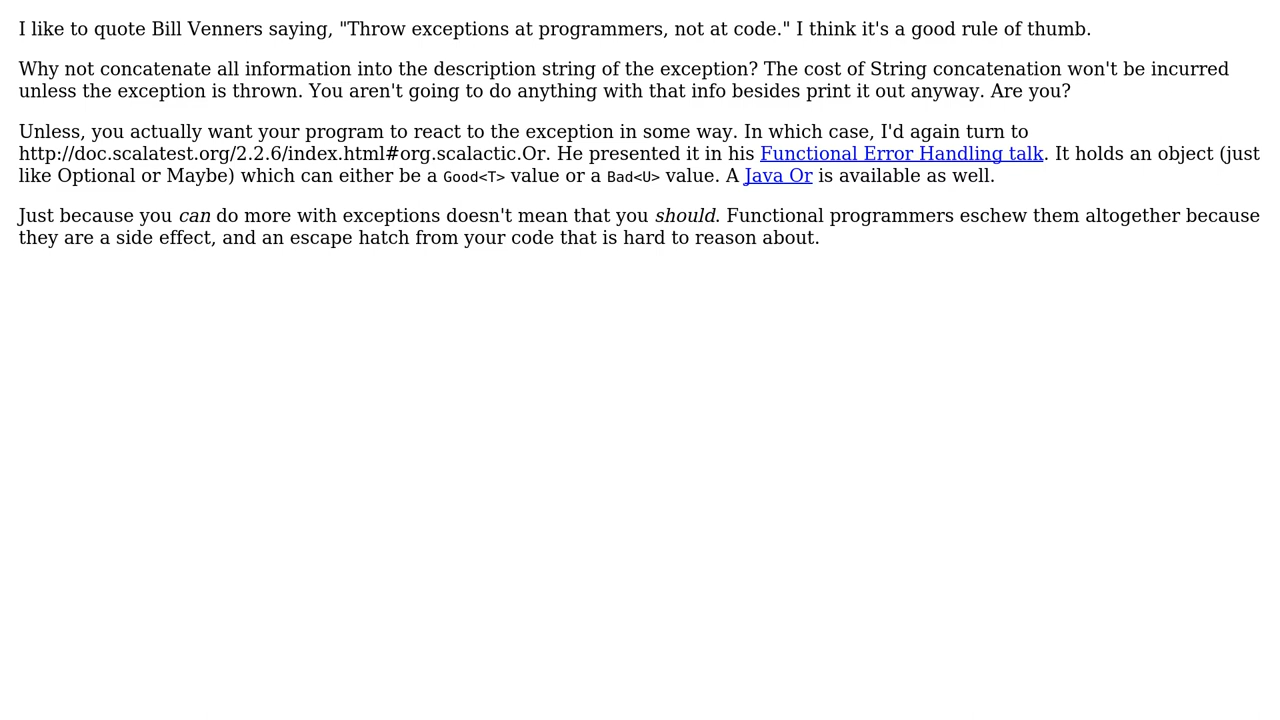 I like to quote Bill Venners saying, "Throw exceptions at programmers, not at code." I think it's a good rule of thumb.
Why not concatenate all information into the description string of the exception? The cost of String concatenation won't be incurred
unless the exception is thrown. You aren't going to do anything with that info besides print it out anyway. Are you?
Unless, you actually want your program to react to the exception in some way. In which case, I'd again turn to
http://doc.scalatest.org/2.2.6/index.html#org.scalactic.Or. He presented it in his Functional Error Handling talk. It holds an object (just
like Optional or Maybe) which can either be a Good<T> value or a Bad<U> value. A Java Or is available as well.
Just because you can do more with exceptions doesn't mean that you should. Functional programmers eschew them altogether because
they are a side effect, and an escape hatch from your code that is hard to reason about.